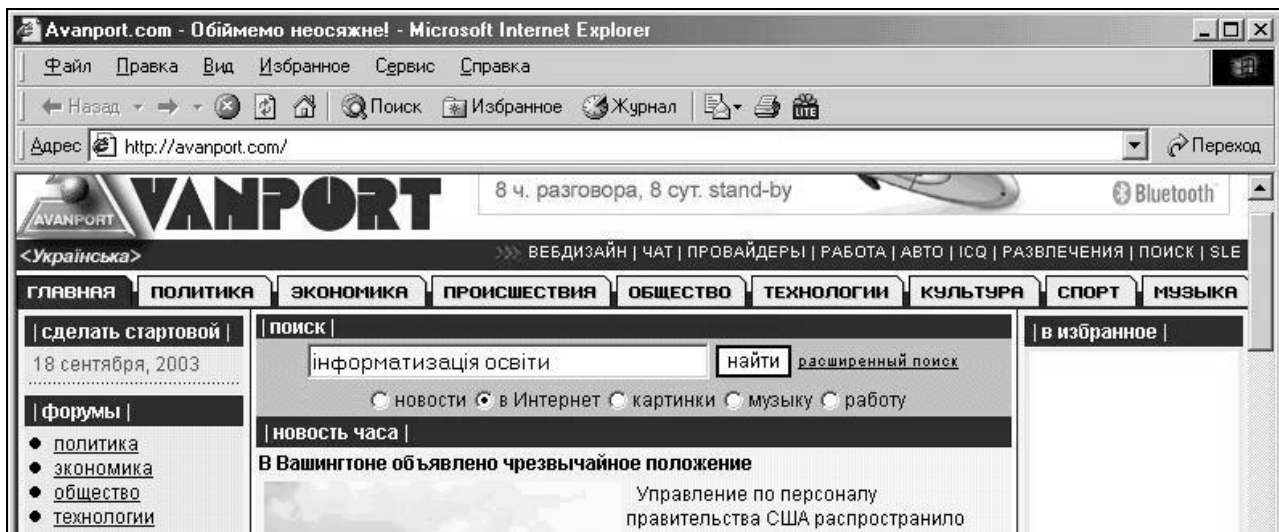 Avanport.com - Обіймемо неосяжне! - Microsoft Internet Explorer
Файл Правка Вид Избранное Сервис Справка
Назад Поиск Избранное Журнал LITE
Адрес http://avanport.com/ Переход
AVANPORT VANPORT 8 ч. разговора, 8 сут. stand-by Bluetooth
<Українська> >>> ВЕБДИЗАЙН | ЧАТ | ПРОВАЙДЕРЫ | РАБОТА | АВТО | ICQ | РАЗВЛЕЧЕНИЯ | ПОИСК | SLE
ГЛАВНАЯ ПОЛИТИКА ЭКОНОМИКА ПРОИСШЕСТВИЯ ОБЩЕСТВО ТЕХНОЛОГИИ КУЛЬТУРА СПОРТ МУЗЫКА
| сделать стартовой |
18 сентября, 2003
| форумы |
политика
экономика
общество
технологии
| поиск |
інформатизація освіти найти расширенный поиск
новости в Интернет картинки музыку работу
| новость часа |
В Вашингтоне объявлено чрезвычайное положение
Управление по персоналу
правительства США распространило
| в избранное |